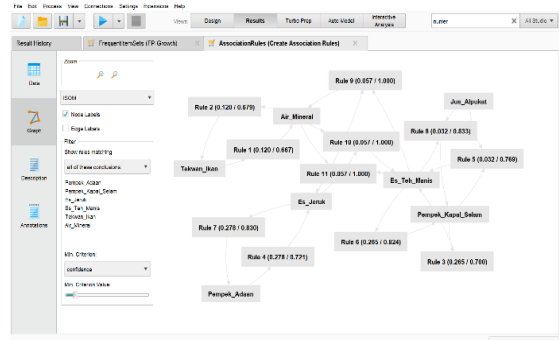 File Edit Process View Connections Settings Extensions Help
Views:
Design
Results
Turbo Prep
Auto Model
Interactive Analysis
numer
All Studio
Result History
FrequentItemSets (FP-Growth)
AssociationRules (Create Association Rules)
Data
Graph
Description
Annotations
Zoom
ISOM
Node Labels
Edge Labels
Filter
Show rules matching
all of these conclusions:
Pempek_Adaan
Pempek_Kapal_Selam
Es_Jeruk
Es_Teh_Manis
Tekwan_Ikan
Air_Mineral
Min. Criterion:
confidence
Min. Criterion Value:
Rule 9 (0.057 / 1.000)
Rule 2 (0.120 / 0.679)
Jus_Alpukat
Air_Mineral
Rule 8 (0.032 / 0.833)
Rule 10 (0.057 / 1.000)
Rule 1 (0.120 / 0.667)
Rule 5 (0.032 / 0.769)
Tekwan_Ikan
Rule 11 (0.057 / 1.000)
Es_Teh_Manis
Es_Jeruk
Pempek_Kapal_Selam
Rule 7 (0.278 / 0.830)
Rule 6 (0.265 / 0.824)
Rule 4 (0.278 / 0.721)
Rule 3 (0.265 / 0.700)
Pempek_Adaan